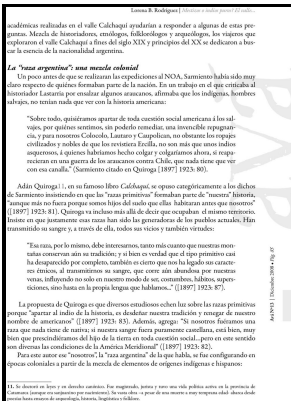 Lorena B. Rodríguez | Mestizos o indios puros? El valle...
académicas realizadas en el valle Calchaquí ayudarían a responder a algunas de estas pre-
guntas. Mezcla de historiadores, etnólogos, folklorólogos y arqueólogos, los viajeros que
exploraron el valle Calchaquí a fines del siglo XIX y principios del XX se dedicaron a bus-
car la esencia de la nacionalidad argentina.
La "raza argentina": una mezcla colonial
Un poco antes de que se realizaran las expediciones al NOA, Sarmiento había sido muy
claro respecto de quiénes formaban parte de la nación. En un trabajo en el que criticaba al
historiador Lastarria por ensalzar algunos araucanos, afirmaba que los indígenas, hombres
salvajes, no tenían nada que ver con la historia americana:
"Sobre todo, quisiéramos apartar de toda cuestión social americana á los sal-
vajes, por quiénes sentimos, sin poderlo remediar, una invencible repugnan-
cia, y para nosotros Colocolo, Lautaro y Caupolican, no obstante los ropajes
civilizados y nobles de que los revistiera Ercilla, no son más que unos indios
asquerosos, á quienes habríamos hecho colgar y colgaríamos ahora, si reapa-
recieran en una guerra de los araucanos contra Chile, que nada tiene que ver
con esa canalla." (Sarmiento citado en Quiroga [1897] 1923: 80).
Adán Quiroga11, en su famoso libro Calchaquí, se opuso categóricamente a los dichos
de Sarmiento insistiendo en que las "razas primitivas" formaban parte de "nuestra" historia,
"aunque más no fuera porque somos hijos del suelo que ellas habitaran antes que nosotros"
([1897] 1923: 81). Quiroga va incluso más allá de decir que ocupaban el mismo territorio.
Insiste en que justamente esas razas han sido las generadoras de los pueblos actuales. Han
transmitido su sangre y, a través de ella, todos sus vicios y también virtudes:
"Esa raza, por lo mismo, debe interesarnos, tanto más cuanto que nuestras mon-
tañas conservan aún su tradición; y si bien es verdad que el tipo primitivo casi
ha desaparecido por completo, también es cierto que nos ha legado sus caracte-
res étnicos, al transmitirnos su sangre, que corre aún abundosa por nuestras
venas, influyendo no solo en nuestro modo de ser, costumbres, hábitos, supers-
ticiones, sino hasta en la propia lengua que hablamos..." ([1897] 1923: 87).
La propuesta de Quiroga es que diversos estudiosos echen luz sobre las razas primitivas
porque "apartar al indio de la historia, es desdeñar nuestra tradición y renegar de nuestro
nombre de americanos" ([1897] 1923: 83). Además, agrega: "Si nosotros fuéramos una
raza que nada tiene de nativa; si nuestra sangre fuera puramente castellana, está bien, muy
bien que prescindiéramos del hijo de la tierra en toda cuestión social...pero en este sentido
son diversas las condiciones de la América Meridional" ([1897] 1923: 82).
Para este autor ese "nosotros", la "raza argentina" de la que habla, se fue configurando en
épocas coloniales a partir de la mezcla de elementos de orígenes indígenas e hispanos:
11. Se doctoró en leyes y en derecho canónico. Fue magistrado, jurista y tuvo una vida política activa en la provincia de
Catamarca (aunque era sanjuanino por nacimiento). Su vasta obra -a pesar de una muerte a muy temprana edad- abarca desde
poesías hasta ensayos de arqueología, historia, lingüística y folklore.